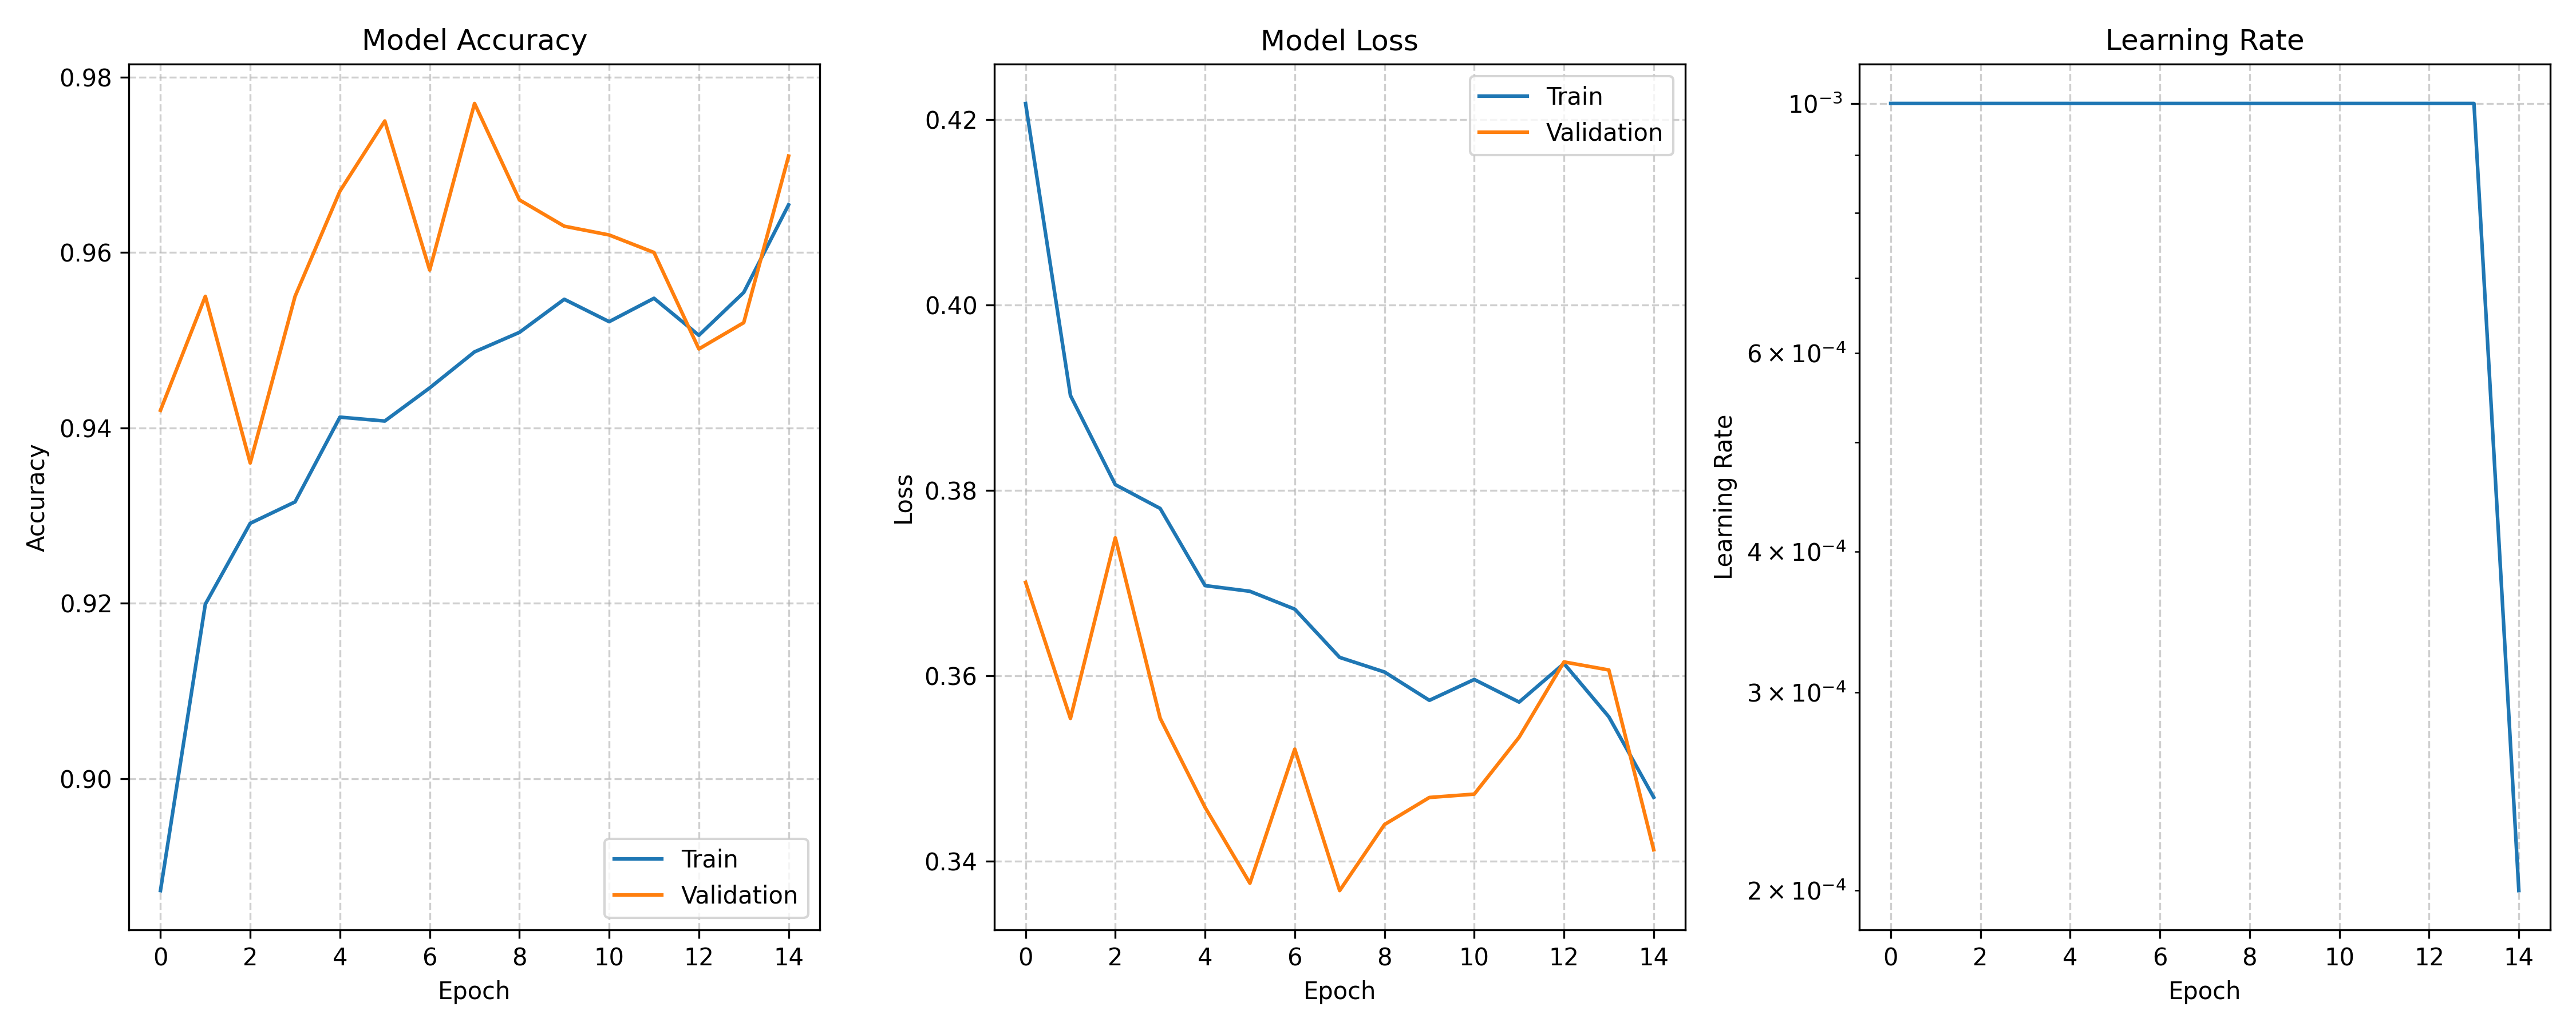 Model Accuracy
Accuracy
0.98
0.96
0.94
0.92
0.90
0 2 4 6 8 10 12 14
Epoch
Train
Validation
Model Loss
Loss
0.42
0.40
0.38
0.36
0.34
0 2 4 6 8 10 12 14
Epoch
Train
Validation
Learning Rate
Learning Rate
10⁻³
6 × 10⁻⁴
4 × 10⁻⁴
3 × 10⁻⁴
2 × 10⁻⁴
0 2 4 6 8 10 12 14
Epoch